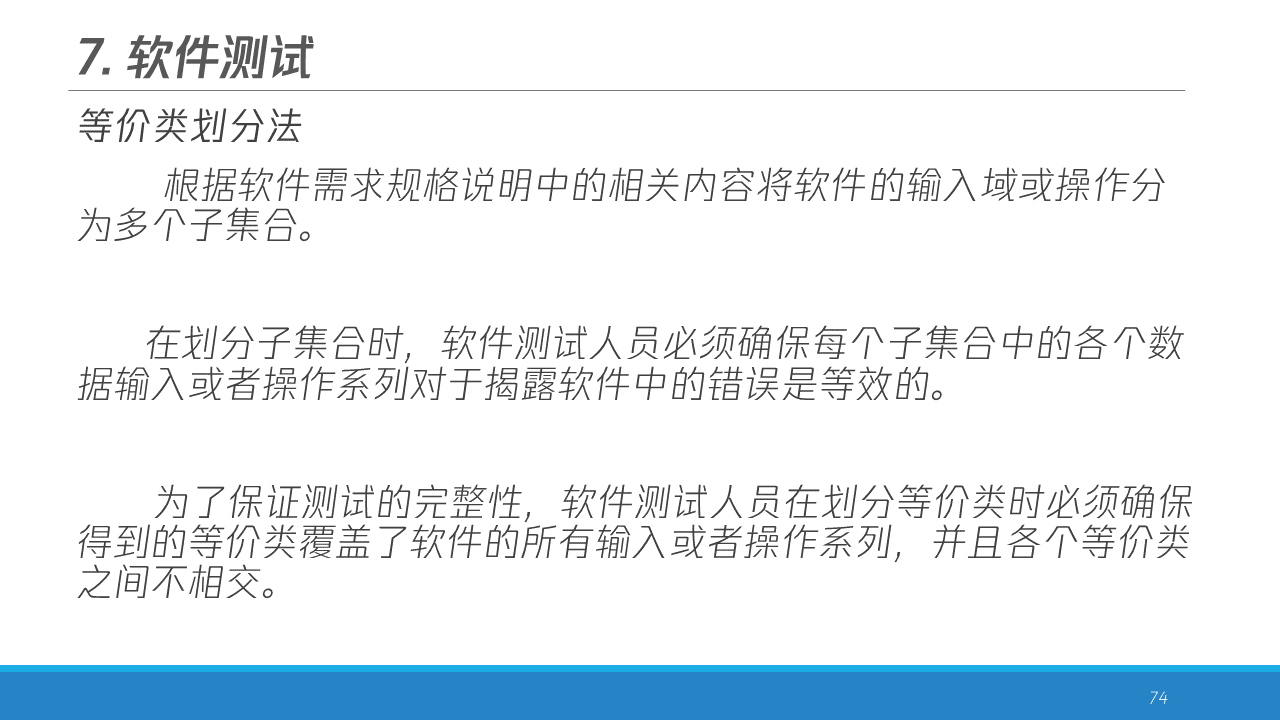 7. 软件测试
等价类划分法
根据软件需求规格说明中的相关内容将软件的输入域或操作分
为多个子集合。
在划分子集合时，软件测试人员必须确保每个子集合中的各个数
据输入或者操作系列对于揭露软件中的错误是等效的。
为了保证测试的完整性，软件测试人员在划分等价类时必须确保
得到的等价类覆盖了软件的所有输入或者操作系列，并且各个等价类
之间不相交。
74